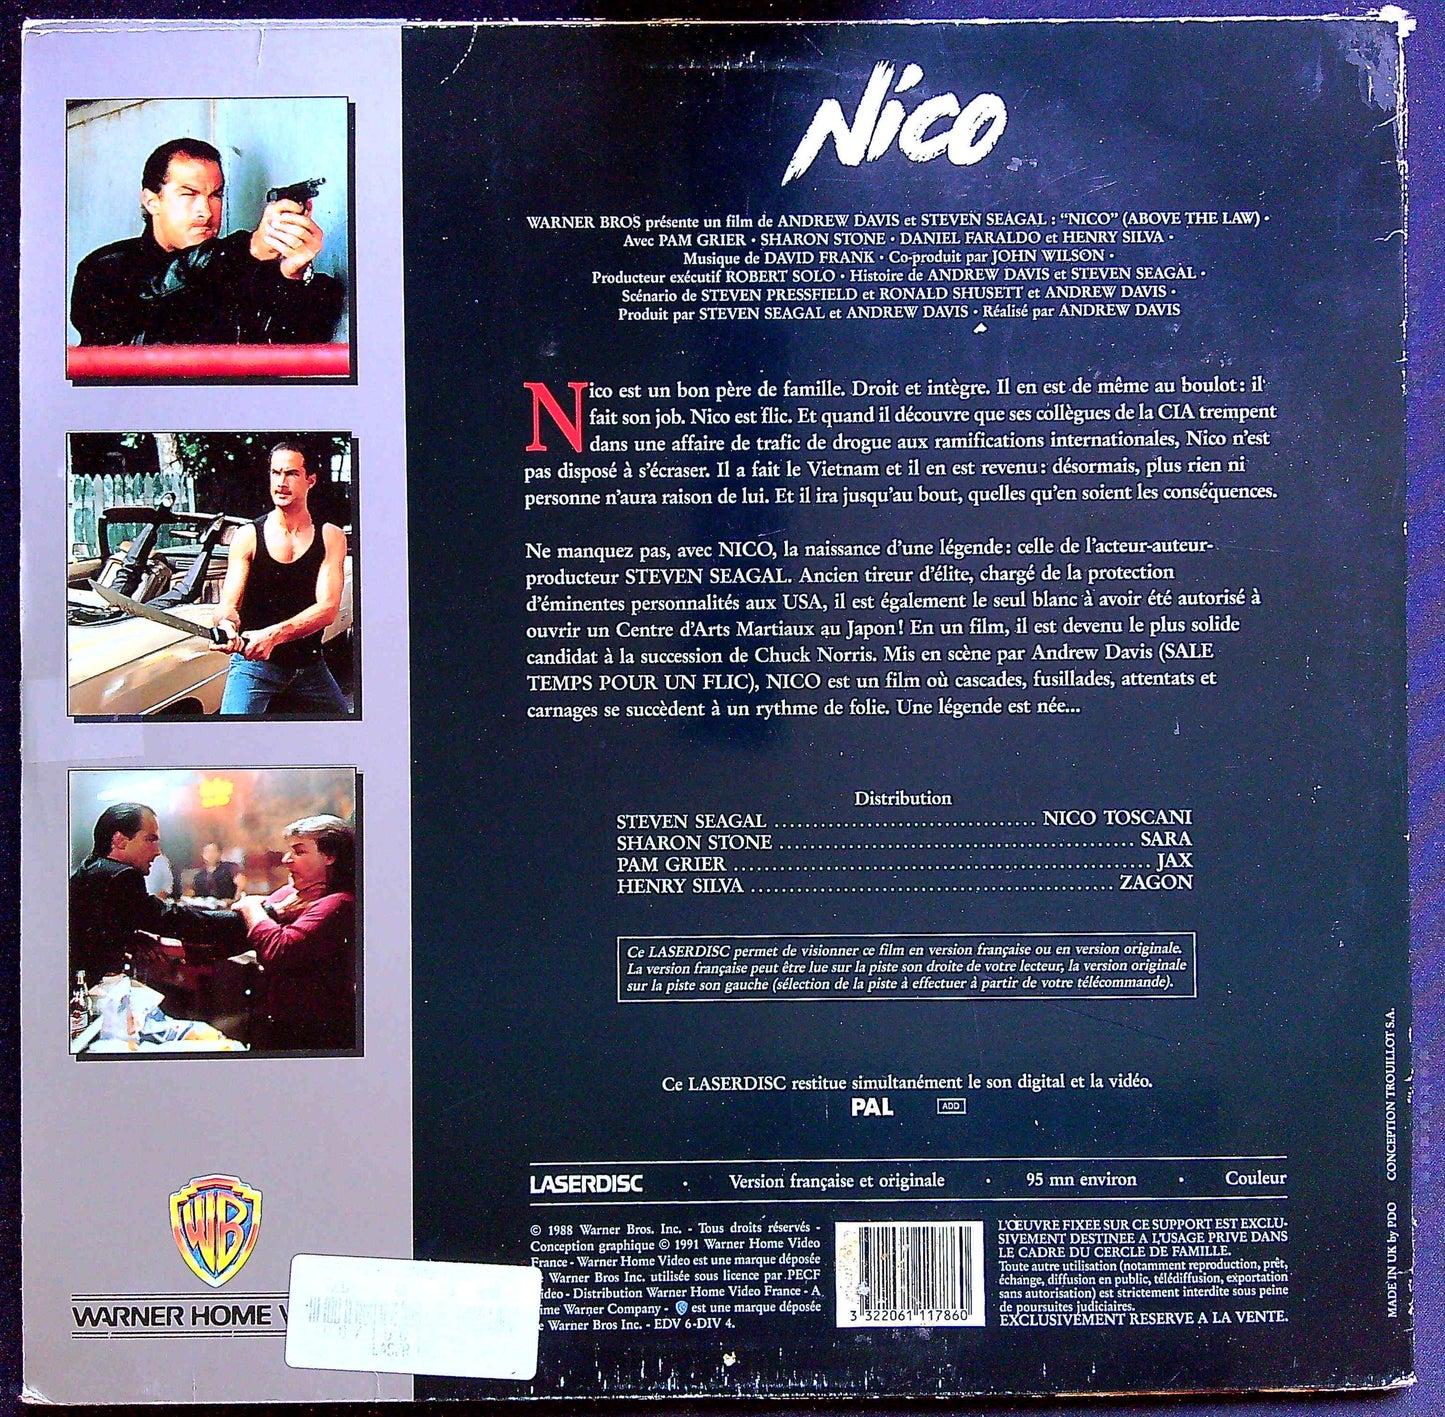 Nico
WARNER BROS présente un film de ANDREW DAVIS et STEVEN SEAGAL : "NICO" (ABOVE THE LAW) •
Avec PAM GRIER • SHARON STONE • DANIEL FARALDO et HENRY SILVA •
Musique de DAVID FRANK • Co-produit par JOHN WILSON •
Producteur exécutif ROBERT SOLO • Histoire de ANDREW DAVIS et STEVEN SEAGAL •
Scénario de STEVEN PRESSFIELD et RONALD SHUSETT et ANDREW DAVIS •
Produit par STEVEN SEAGAL et ANDREW DAVIS • Réalisé par ANDREW DAVIS
Nico est un bon père de famille. Droit et intègre. Il en est de même au boulot : il
fait son job. Nico est flic. Et quand il découvre que ses collègues de la CIA trempent
dans une affaire de trafic de drogue aux ramifications internationales, Nico n'est
pas disposé à s'écraser. Il a fait le Vietnam et il en est revenu : désormais, plus rien ni
personne n'aura raison de lui. Et il ira jusqu'au bout, quelles qu'en soient les conséquences.
Ne manquez pas, avec NICO, la naissance d'une légende : celle de l'acteur-auteur-
producteur STEVEN SEAGAL. Ancien tireur d'élite, chargé de la protection
d'éminentes personnalités aux USA, il est également le seul blanc à avoir été autorisé à
ouvrir un Centre d'Arts Martiaux au Japon ! En un film, il est devenu le plus solide
candidat à la succession de Chuck Norris. Mis en scène par Andrew Davis (SALE
TEMPS POUR UN FLIC), NICO est un film où cascades, fusillades, attentats et
carnages se succèdent à un rythme de folie. Une légende est née...
Distribution
STEVEN SEAGAL .................................. NICO TOSCANI
SHARON STONE .............................................. SARA
PAM GRIER ...................................................... JAX
HENRY SILVA ............................................... ZAGON
Ce LASERDISC permet de visionner ce film en version française ou en version originale.
La version française peut être lue sur la piste son droite de votre lecteur, la version originale
sur la piste son gauche (sélection de la piste à effectuer à partir de votre télécommande).
Ce LASERDISC restitue simultanément le son digital et la vidéo.
PAL ADD
LASERDISC • Version française et originale • 95 mn environ • Couleur
© 1988 Warner Bros. Inc. - Tous droits réservés -
Conception graphique © 1991 Warner Home Video
France - Warner Home Video est une marque déposée
Warner Bros Inc. utilisée sous licence par PECF
ideo - Distribution Warner Home Video France - A
ime Warner Company - WB est une marque déposée
e Warner Bros Inc. - EDV 6-DIV 4.
3 322061 117860
L'ŒUVRE FIXEE SUR CE SUPPORT EST EXCLU-
SIVEMENT DESTINEE A L'USAGE PRIVE DANS
LE CADRE DU CERCLE DE FAMILLE.
Toute autre utilisation (notamment reproduction, prêt,
échange, diffusion en public, télédiffusion, exportation
sans autorisation) est strictement interdite sous peine
de poursuites judiciaires.
EXCLUSIVEMENT RESERVE A LA VENTE.
WB
WARNER HOME V
MADE IN UK by PDO CONCEPTION TROUILLOT S.A.